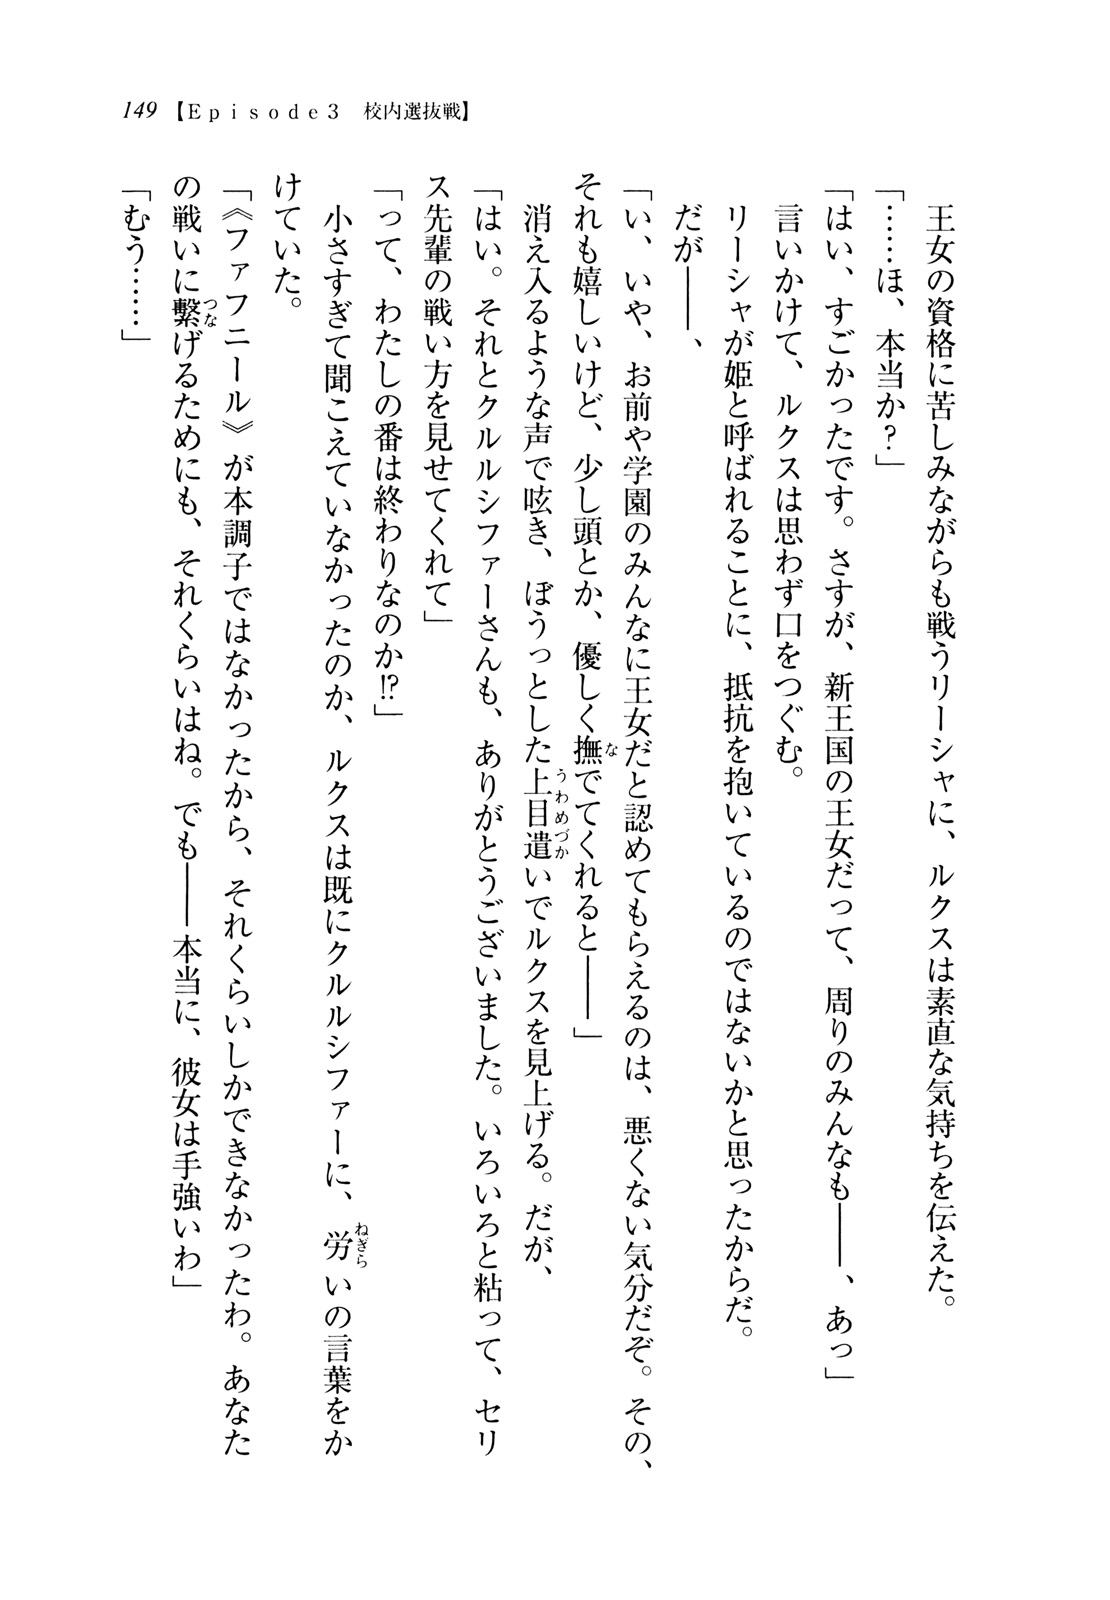 149【Episode3　校内選抜戦】
　王女の資格に苦しみながらも戦うリーシャに、ルクスは素直な気持ちを伝えた。
「……ほ、本当か？」
「はい、すごかったです。さすが、新王国の王女だって、周りのみんなも――、あっ」
　言いかけて、ルクスは思わず口をつぐむ。
　リーシャが姫と呼ばれることに、抵抗を抱いているのではないかと思ったからだ。
　だが――、
「い、いや、お前や学園のみんなに王女だと認めてもらえるのは、悪くない気分だぞ。その、
それも嬉しいけど、少し頭とか、優しく撫でてくれると――」
　消え入るような声で呟き、ぼうっとした上目遣いでルクスを見上げる。だが、
「はい。それとクルルシファーさんも、ありがとうございました。いろいろと粘って、セリ
ス先輩の戦い方を見せてくれて」
「って、わたしの番は終わりなのか!?」
　小さすぎて聞こえていなかったのか、ルクスは既にクルルシファーに、労いの言葉をか
けていた。
「《ファフニール》が本調子ではなかったから、それくらいしかできなかったわ。あなた
の戦いに繋げるためにも、それくらいはね。でも――本当に、彼女は手強いわ」
「むう……」